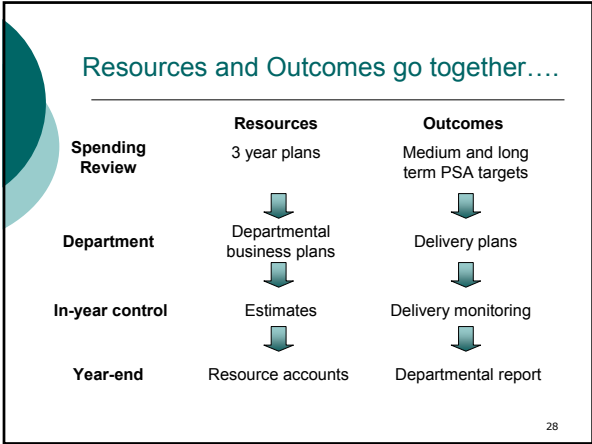 Resources and Outcomes go together….
Resources Outcomes
Spending Review 3 year plans Medium and long term PSA targets
Department Departmental business plans Delivery plans
In-year control Estimates Delivery monitoring
Year-end Resource accounts Departmental report
28